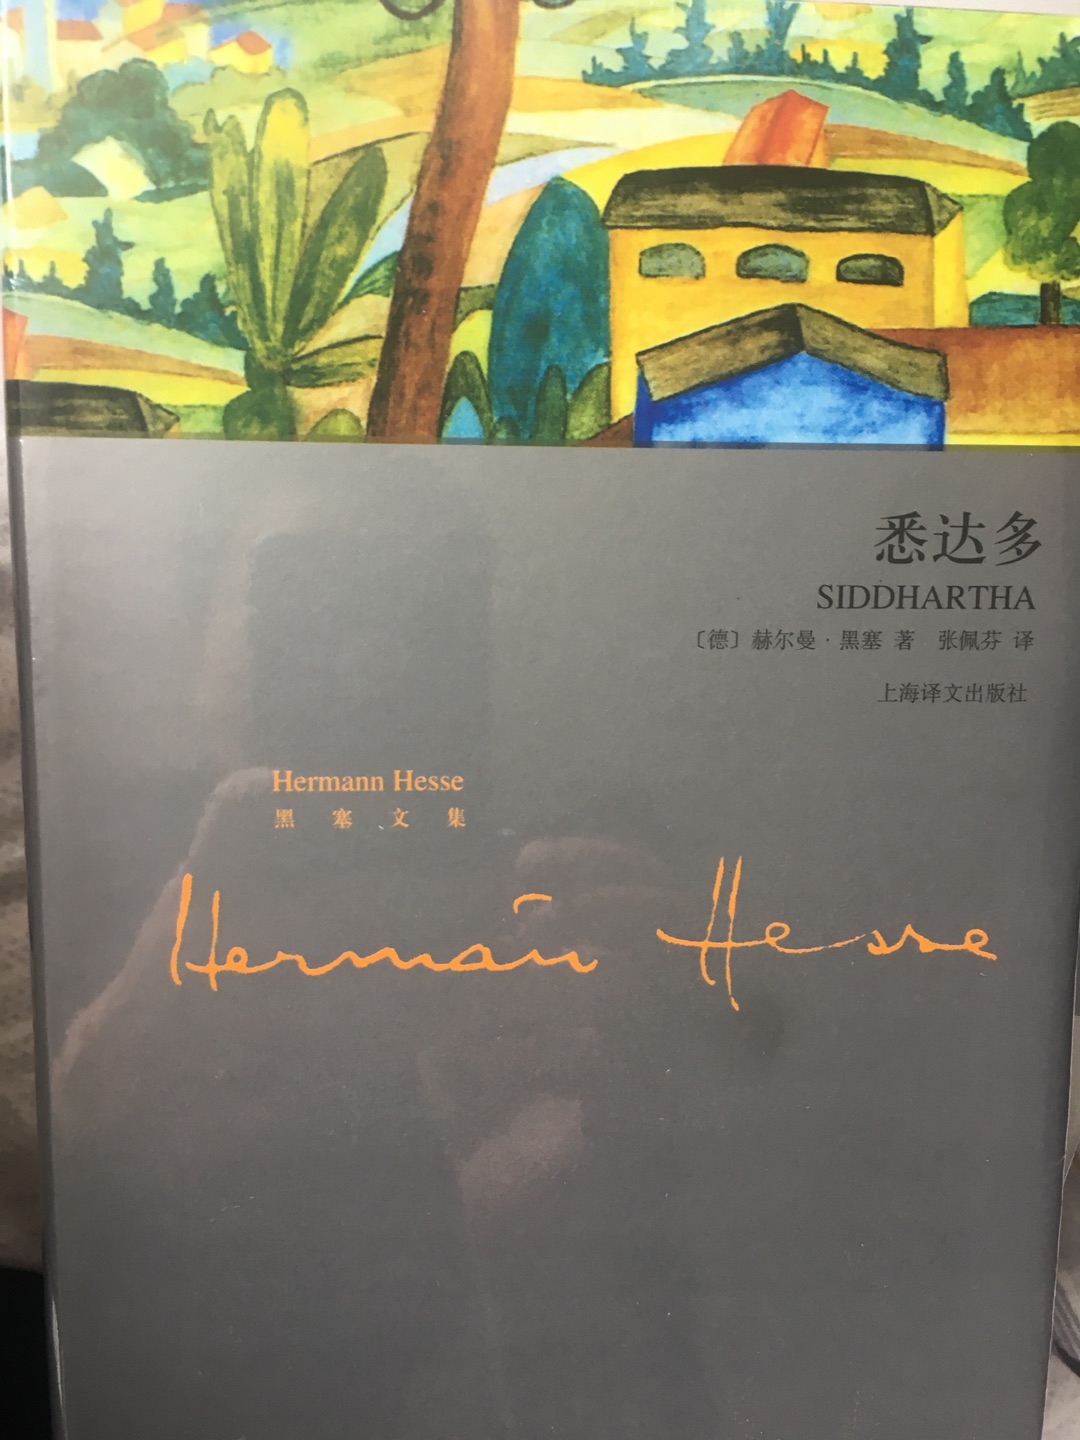 悉达多
SIDDHARTHA
〔德〕赫尔曼·黑塞 著 张佩芬 译
上海译文出版社
Hermann Hesse
黑塞文集
Hermann Hesse